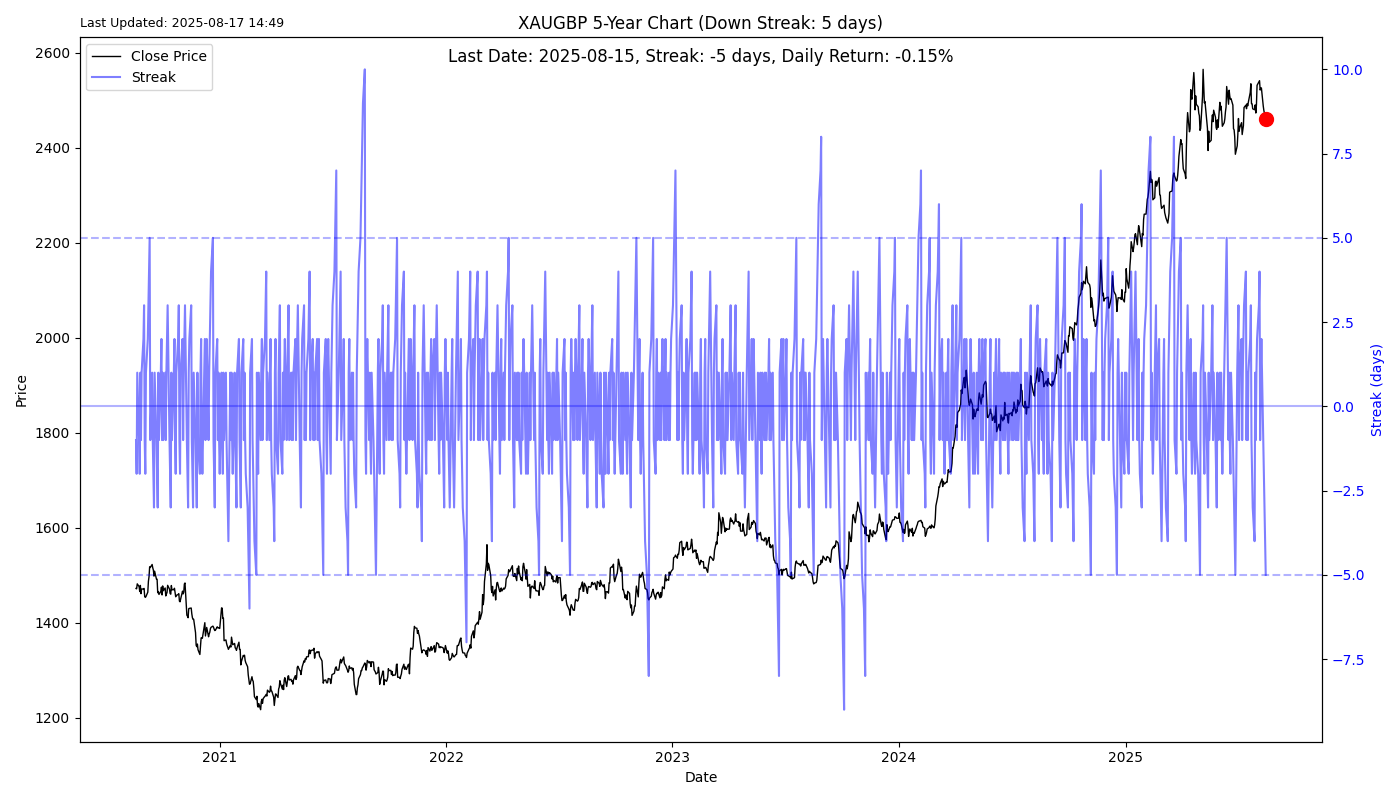 Last Updated: 2025-08-17 14:49
XAUGBP 5-Year Chart (Down Streak: 5 days)
Last Date: 2025-08-15, Streak: -5 days, Daily Return: -0.15%
Close Price
Streak
2600
2400
2200
2000
1800
1600
1400
1200
Price
10.0
7.5
5.0
2.5
0.0
−2.5
−5.0
−7.5
Streak (days)
2021
2022
2023
2024
2025
Date